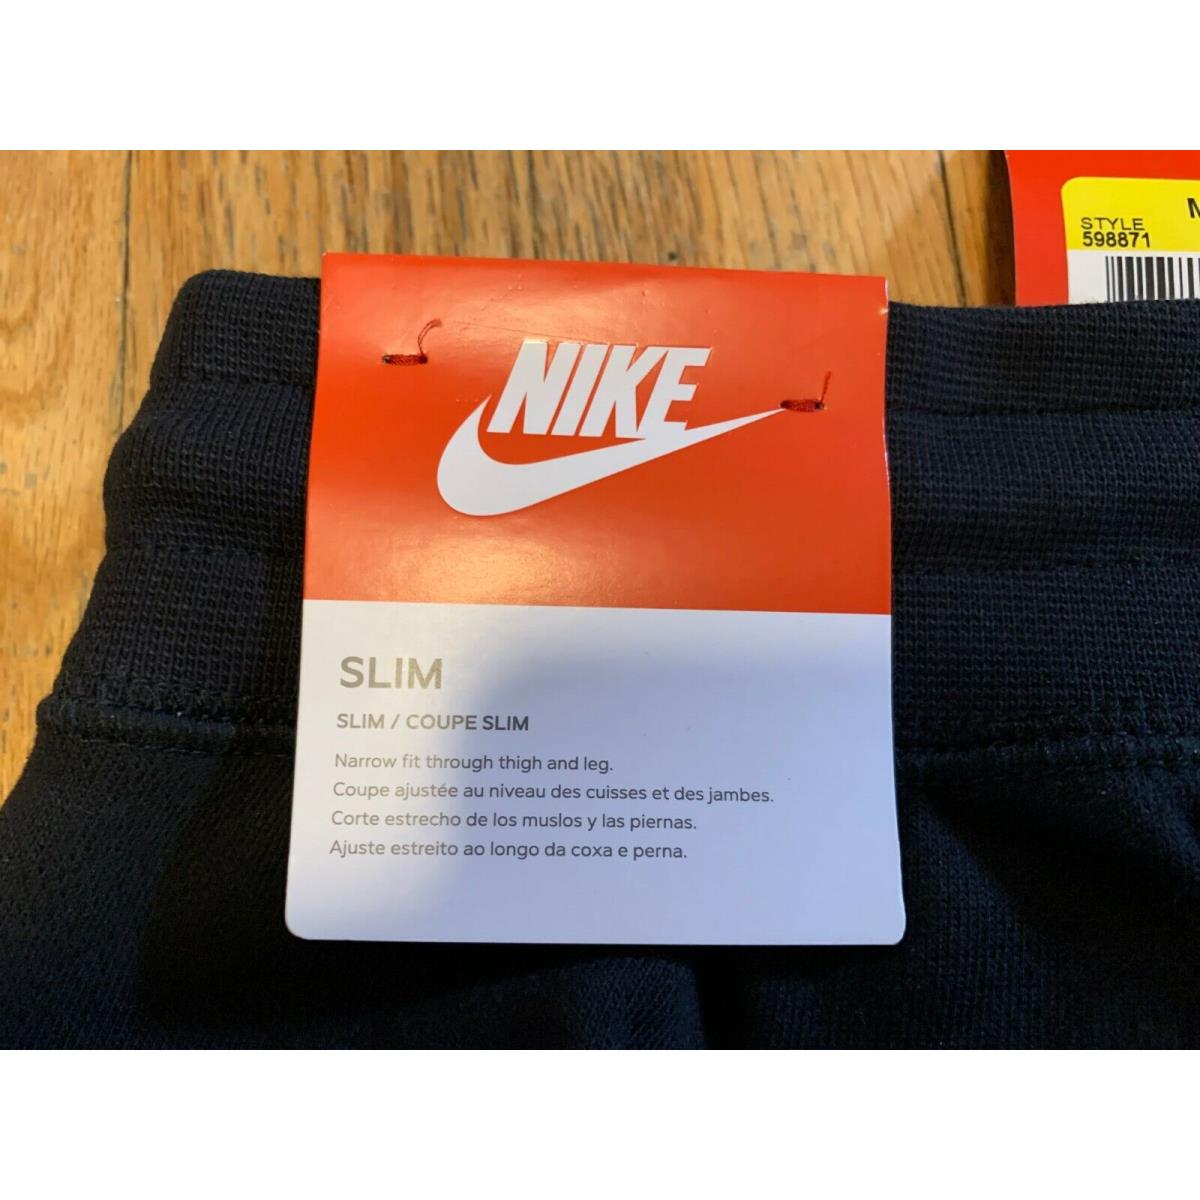 STYLE
598871
NIKE
SLIM
SLIM / COUPE SLIM
Narrow fit through thigh and leg.
Coupe ajustée au niveau des cuisses et des jambes.
Corte estrecho de los muslos y las piernas.
Ajuste estreito ao longo da coxa e perna.